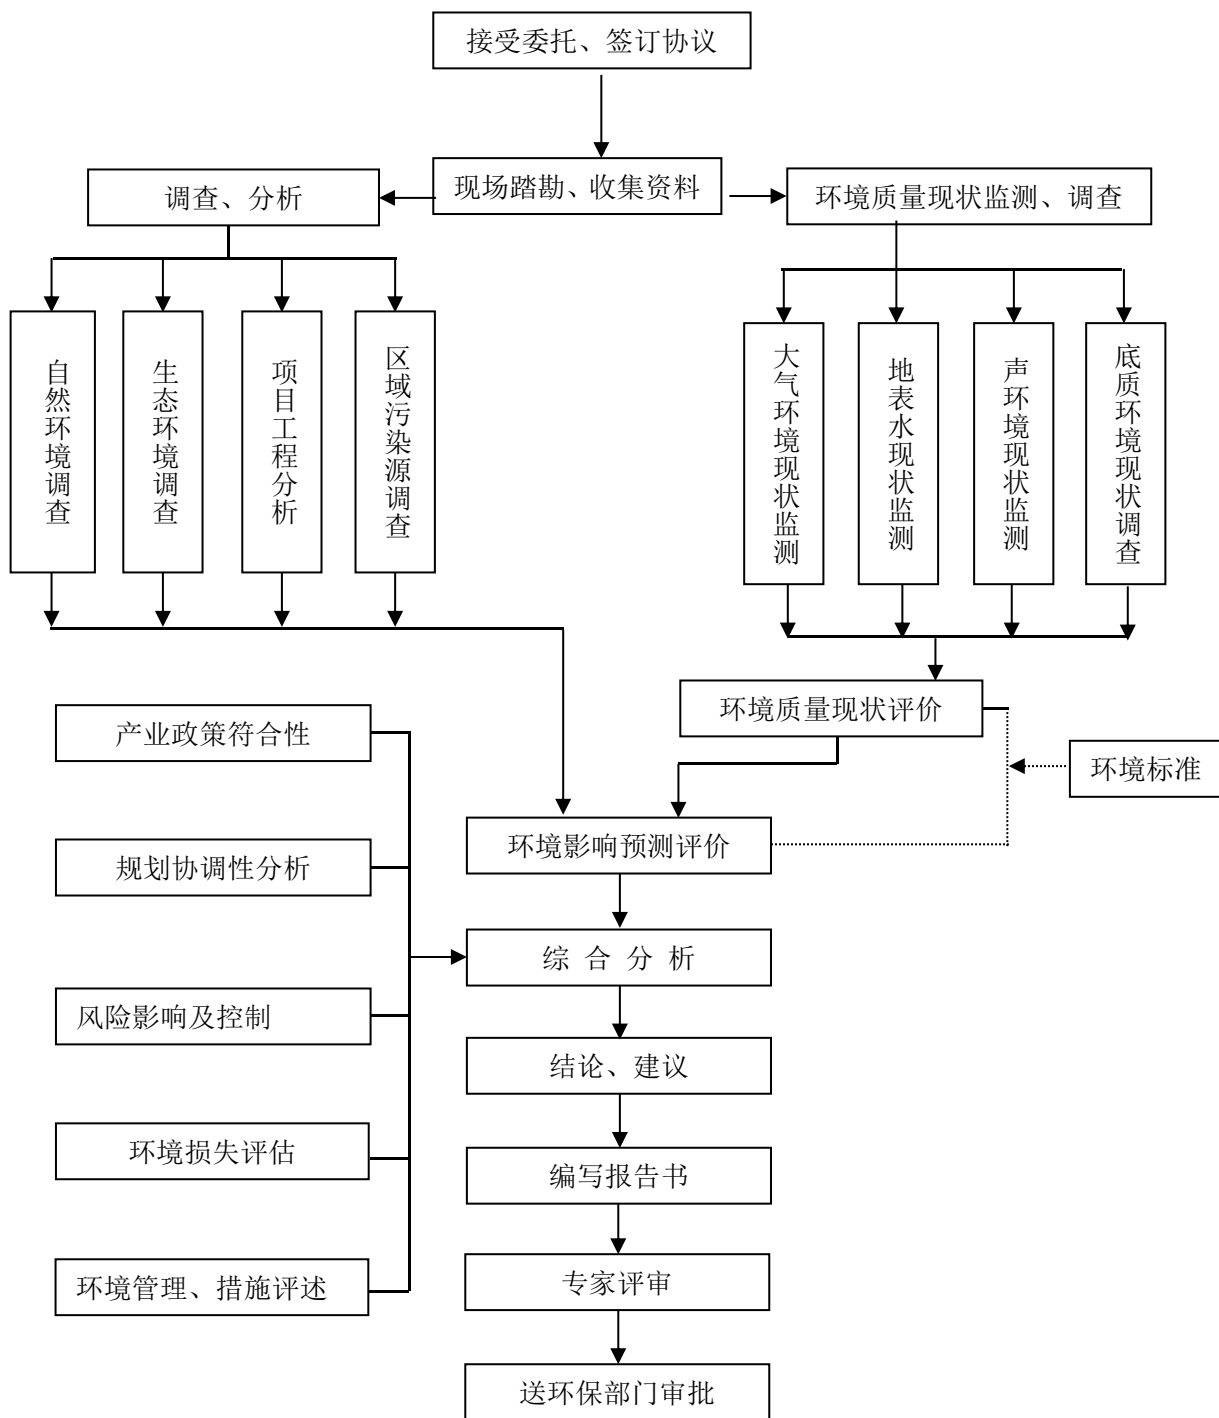 接受委托、签订协议
现场踏勘、收集资料
调查、分析
环境质量现状监测、调查
自然环境调查
生态环境调查
项目工程分析
区域污染源调查
大气环境现状监测
地表水现状监测
声环境现状监测
底质环境现状调查
环境质量现状评价
环境标准
产业政策符合性
规划协调性分析
风险影响及控制
环境损失评估
环境管理、措施评述
环境影响预测评价
综 合 分 析
结论、建议
编写报告书
专家评审
送环保部门审批